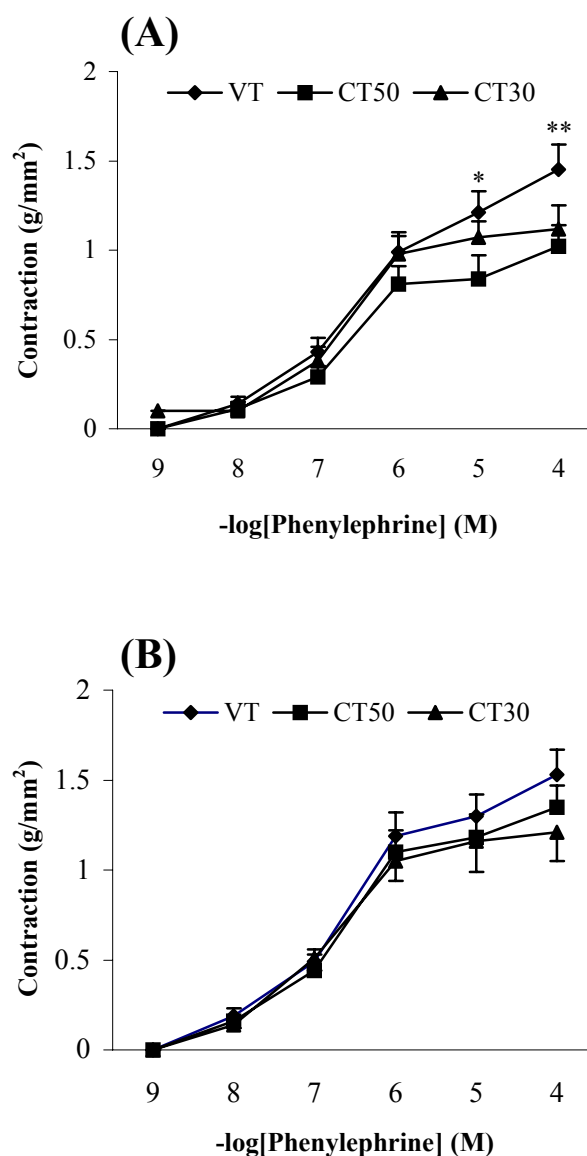 (A)
2
VT CT50 CT30
**
1.5
*
1
0.5
0
Contraction (g/mm²)
9 8 7 6 5 4
-log[Phenylephrine] (M)
(B)
2
VT CT50 CT30
1.5
1
0.5
0
Contraction (g/mm²)
9 8 7 6 5 4
-log[Phenylephrine] (M)